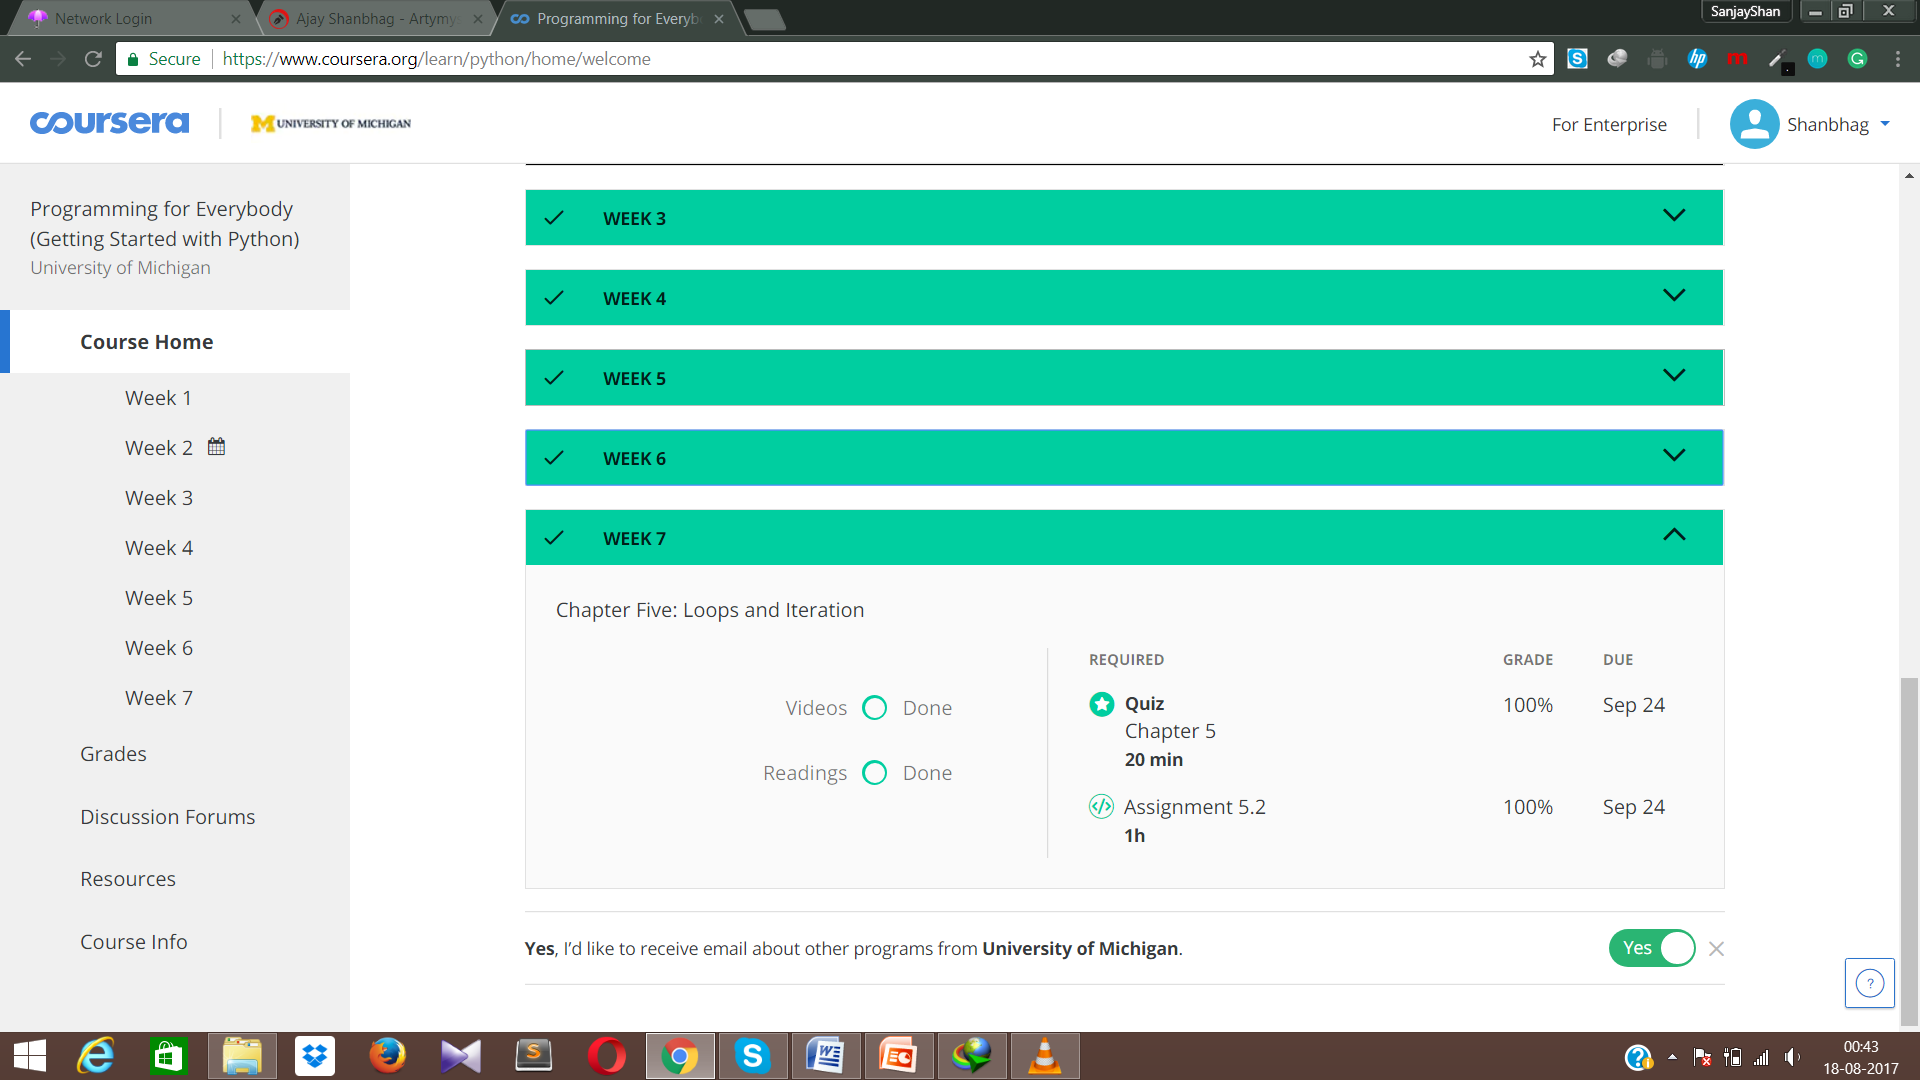 Network Login
Ajay Shanbhag - Artymy
Programming for Everyb
SanjayShan
Secure
https://www.coursera.org/learn/python/home/welcome
coursera
M UNIVERSITY OF MICHIGAN
For Enterprise
Shanbhag
Programming for Everybody
(Getting Started with Python)
University of Michigan
Course Home
Week 1
Week 2
Week 3
Week 4
Week 5
Week 6
Week 7
Grades
Discussion Forums
Resources
Course Info
WEEK 3
WEEK 4
WEEK 5
WEEK 6
WEEK 7
Chapter Five: Loops and Iteration
Videos Done
Readings Done
REQUIRED GRADE DUE
Quiz 100% Sep 24
Chapter 5
20 min
Assignment 5.2 100% Sep 24
1h
Yes, I'd like to receive email about other programs from University of Michigan.
Yes
?
00:43
18-08-2017